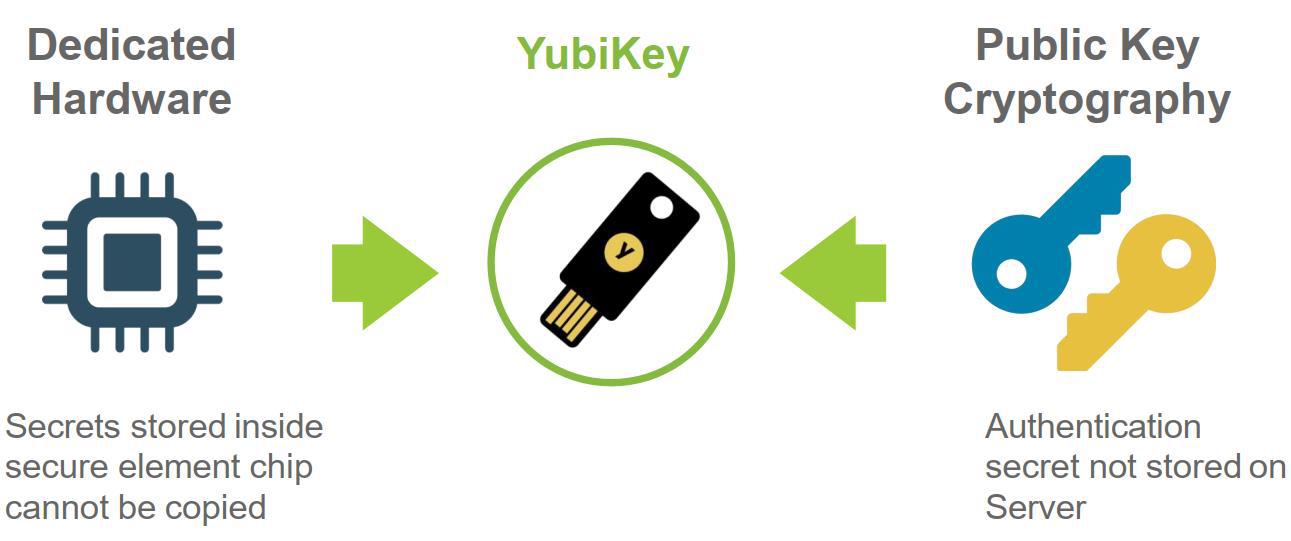 Dedicated
Hardware
YubiKey
Public Key
Cryptography
y
Secrets stored inside
secure element chip
cannot be copied
Authentication
secret not stored on
Server